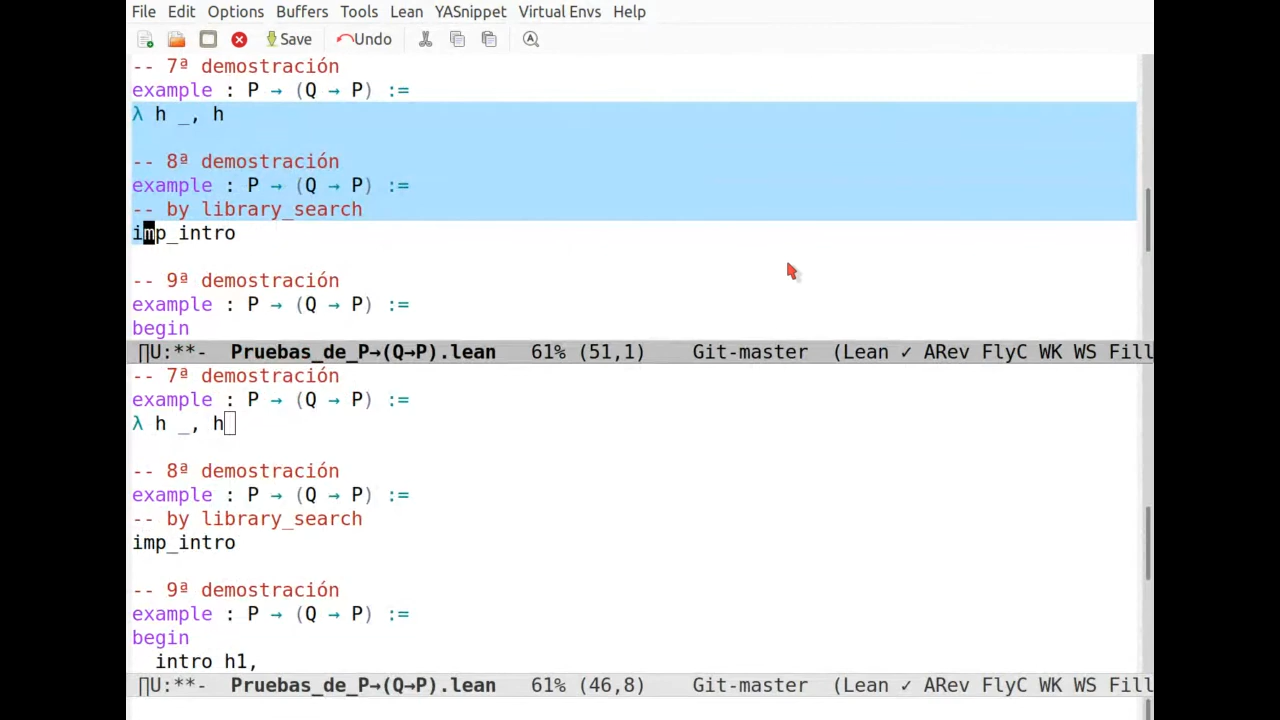 File Edit Options Buffers Tools Lean YASnippet Virtual Envs Help
Save Undo
-- 7ª demostración
example : P → (Q → P) :=
λ h _, h
-- 8ª demostración
example : P → (Q → P) :=
-- by library_search
imp_intro
-- 9ª demostración
example : P → (Q → P) :=
begin
∏U:**- Pruebas_de_P→(Q→P).lean 61% (51,1) Git-master (Lean ✓ ARev FlyC WK WS Fill
-- 7ª demostración
example : P → (Q → P) :=
λ h _, h
-- 8ª demostración
example : P → (Q → P) :=
-- by library_search
imp_intro
-- 9ª demostración
example : P → (Q → P) :=
begin
intro h1,
∏U:**- Pruebas_de_P→(Q→P).lean 61% (46,8) Git-master (Lean ✓ ARev FlyC WK WS Fill